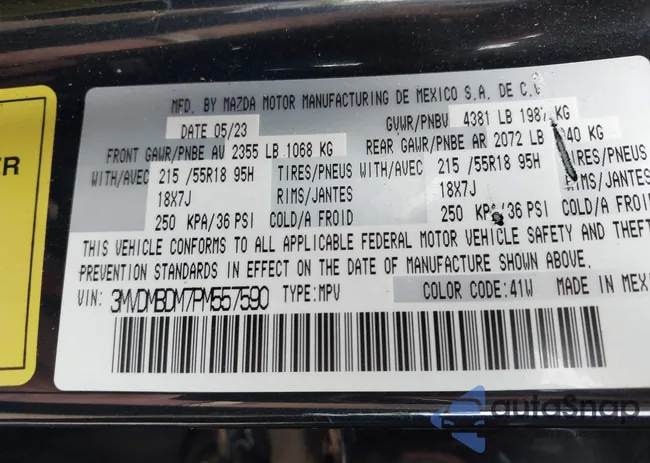 ER
MFD. BY MAZDA MOTOR MANUFACTURING DE MEXICO S.A. DE C.V
DATE 05/23 GVWR/PNBV 4381 LB 1987 KG
FRONT GAWR/PNBE AV 2355 LB 1068 KG REAR GAWR/PNBE AR 2072 LB 940 KG
WITH/AVEC 215 /55R18 95H TIRES/PNEUS WITH/AVEC 215 /55R18 95H TIRES/PNEUS
18X7J RIMS/JANTES 18X7J RIMS/JANTES
250 KPA/36 PSI COLD/A FROID 250 KPA/36 PSI COLD/A FROID
THIS VEHICLE CONFORMS TO ALL APPLICABLE FEDERAL MOTOR VEHICLE SAFETY AND THEFT
PREVENTION STANDARDS IN EFFECT ON THE DATE OF MANUFACTURE SHOWN ABOVE.
VIN: 3MVDMBDM7PM557590 TYPE:MPV COLOR CODE:41W MADE IN MEXI
autoSnap